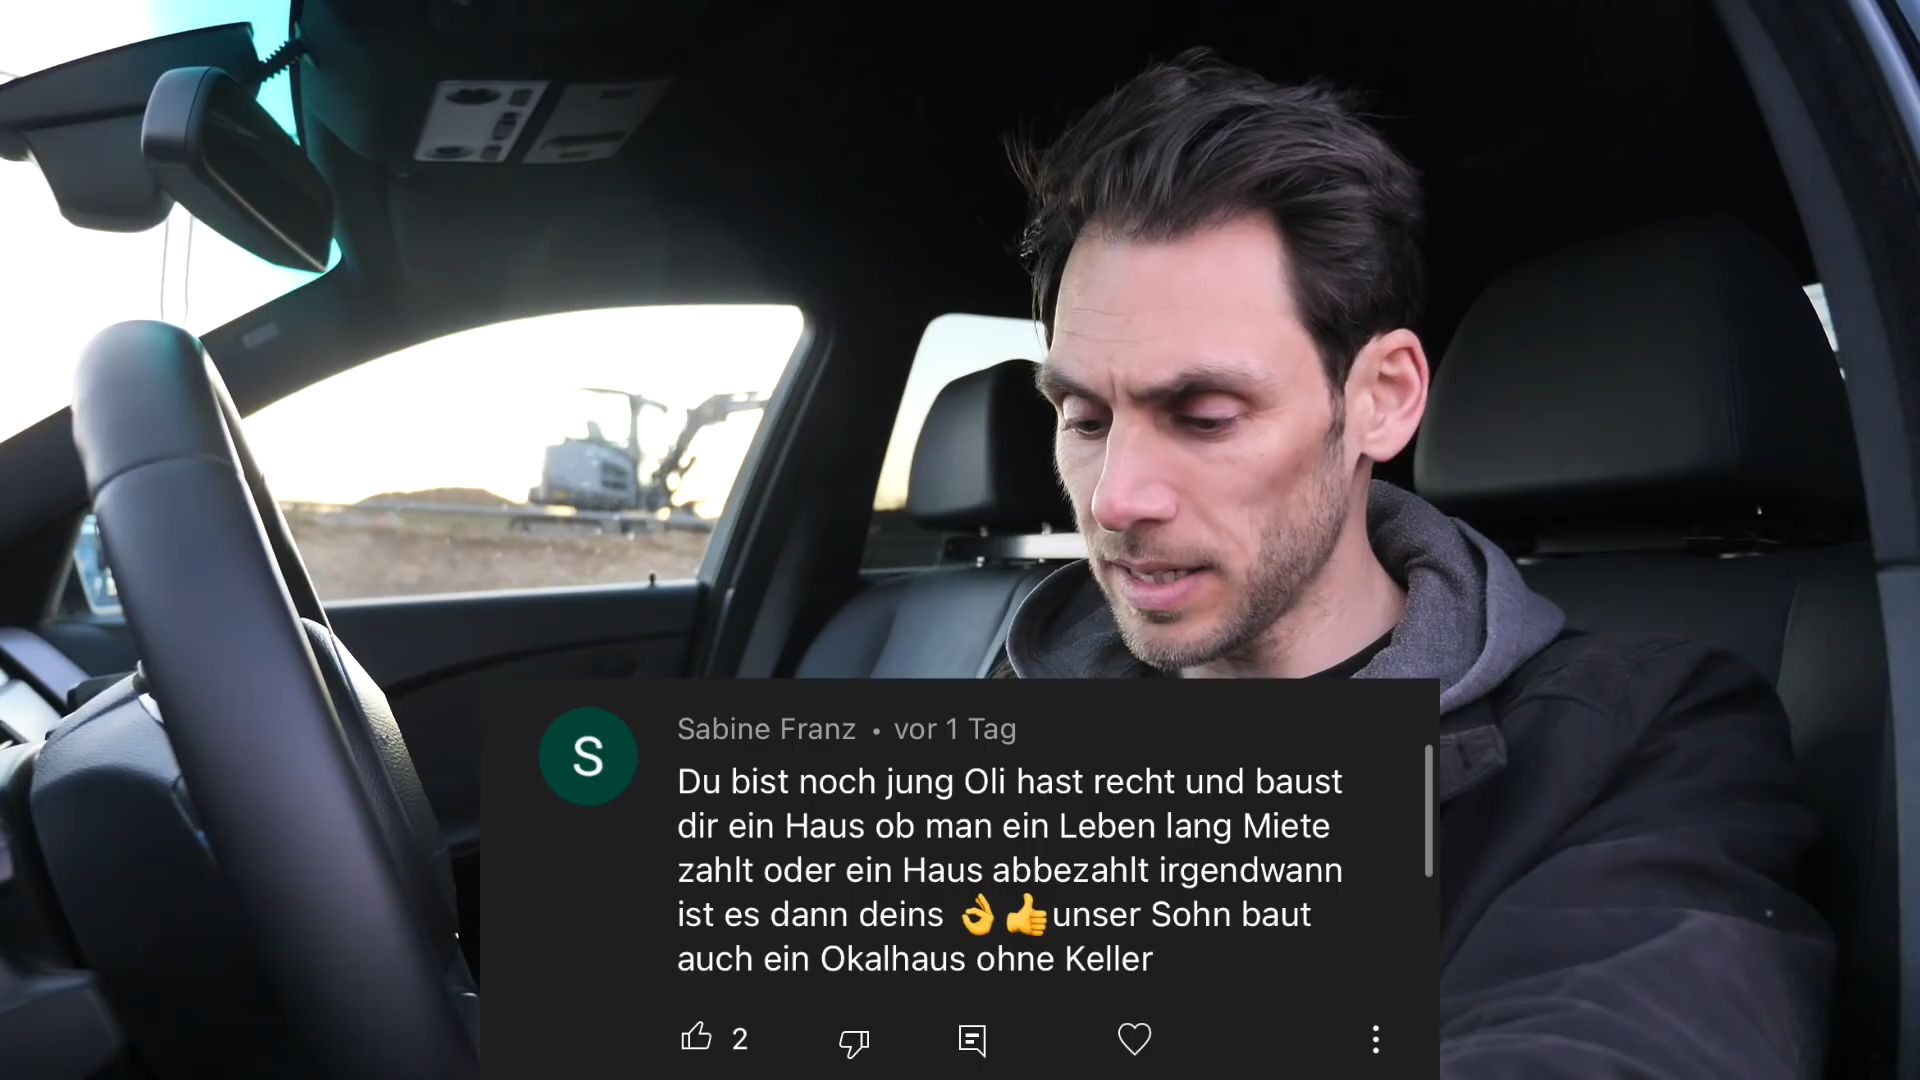 S
Sabine Franz • vor 1 Tag
Du bist noch jung Oli hast recht und baust
dir ein Haus ob man ein Leben lang Miete
zahlt oder ein Haus abbezahlt irgendwann
ist es dann deins 👌👍unser Sohn baut
auch ein Okalhaus ohne Keller
2